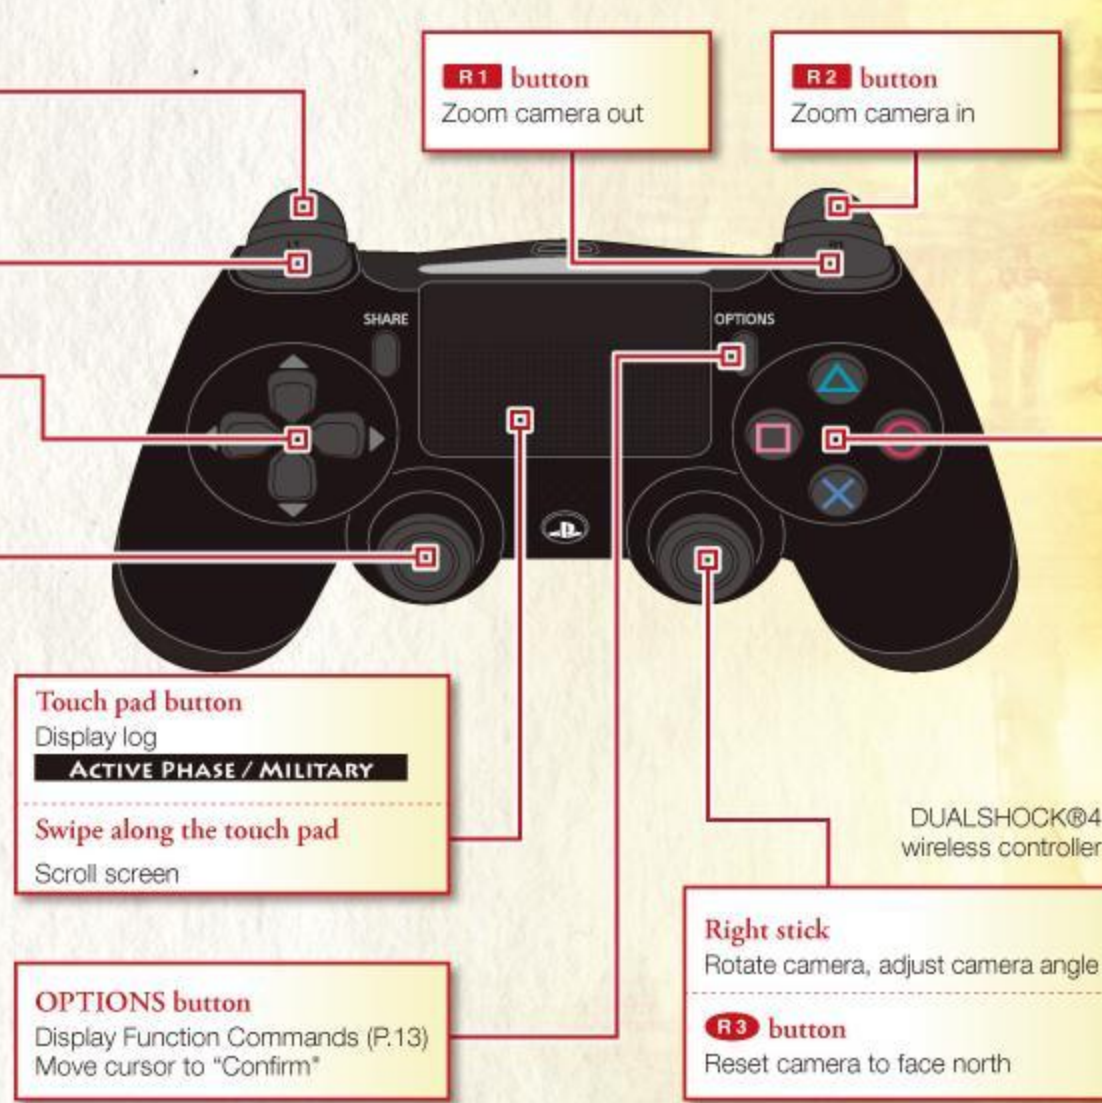 R1 button
Zoom camera out
R2 button
Zoom camera in
L1
R1
SHARE
OPTIONS
Touch pad button
Display log
ACTIVE PHASE / MILITARY
Swipe along the touch pad
Scroll screen
DUALSHOCK®4
wireless controller
Right stick
Rotate camera, adjust camera angle
R3 button
Reset camera to face north
OPTIONS button
Display Function Commands (P.13)
Move cursor to "Confirm"